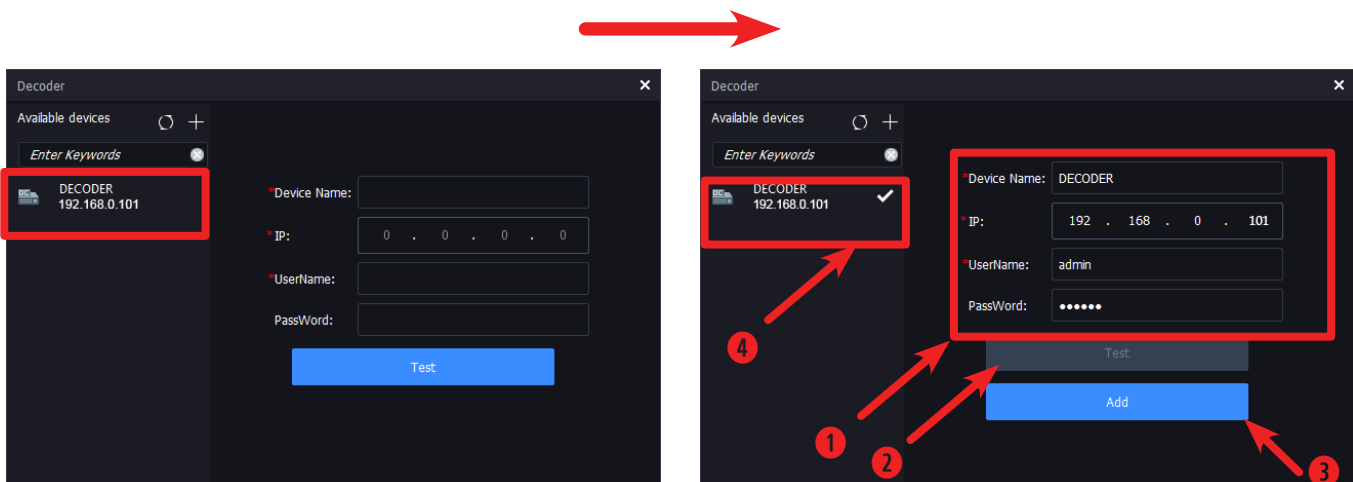 Decoder
Available devices
Enter Keywords
DECODER
192.168.0.101
*Device Name:
*IP: 0 . 0 . 0 . 0
*UserName:
PassWord:
Test
Decoder
Available devices
Enter Keywords
DECODER
192.168.0.101
*Device Name: DECODER
*IP: 192 . 168 . 0 . 101
*UserName: admin
PassWord: ••••••
Test
Add
4
1
2
3